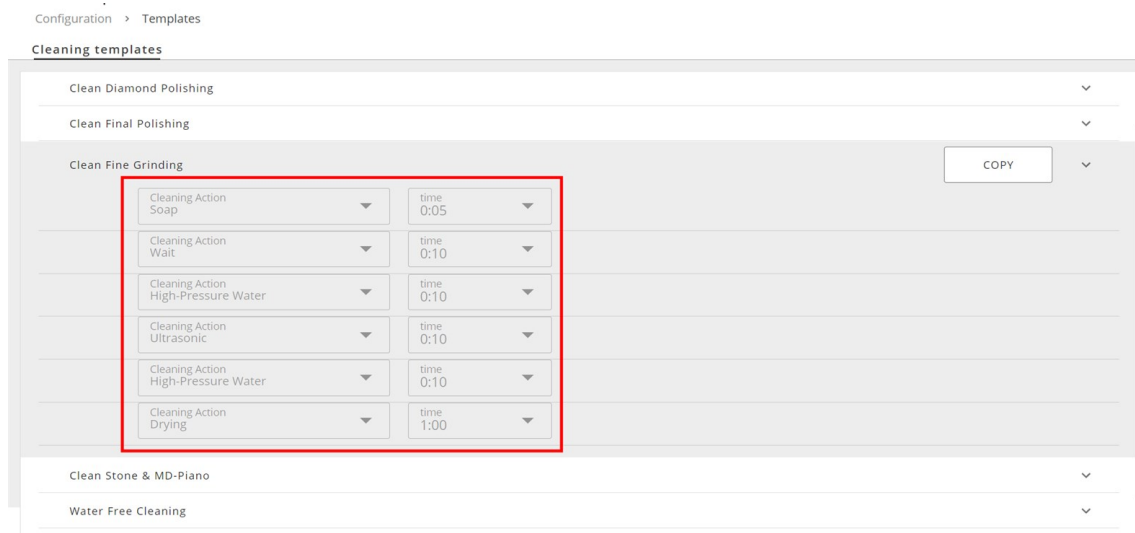 Configuration > Templates
Cleaning templates
Clean Diamond Polishing
Clean Final Polishing
Clean Fine Grinding COPY
Cleaning Action time
Soap 0:05
Cleaning Action time
Wait 0:10
Cleaning Action time
High-Pressure Water 0:10
Cleaning Action time
Ultrasonic 0:10
Cleaning Action time
High-Pressure Water 0:10
Cleaning Action time
Drying 1:00
Clean Stone & MD-Piano
Water Free Cleaning